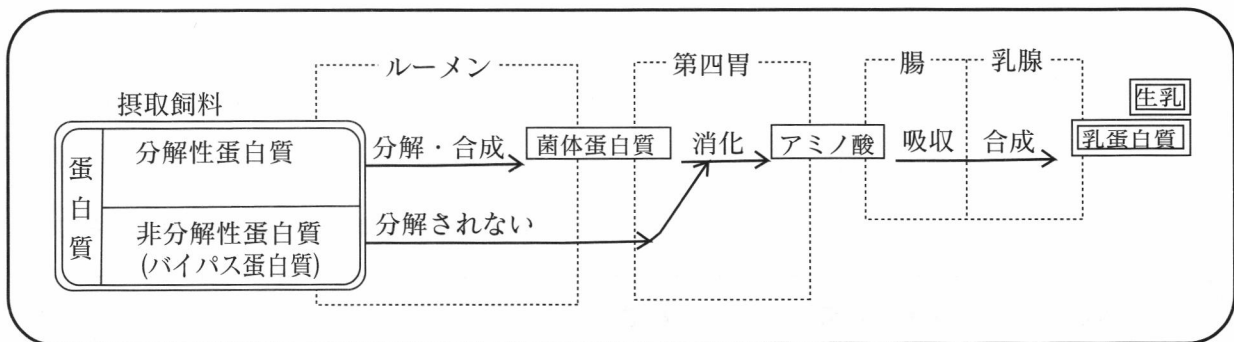 ルーメン
第四胃
腸
乳腺
生乳
摂取飼料
蛋白質
分解性蛋白質
分解・合成
菌体蛋白質
消化
アミノ酸
吸収
合成
乳蛋白質
非分解性蛋白質
(バイパス蛋白質)
分解されない